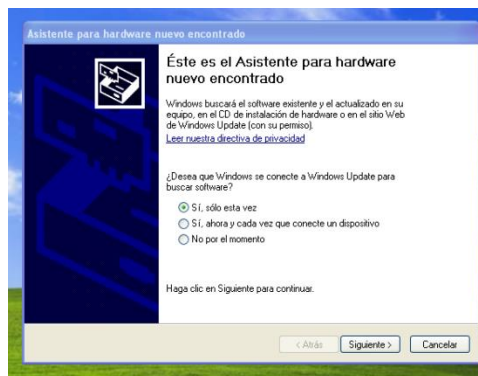 Asistente para hardware nuevo encontrado
Éste es el Asistente para hardware
nuevo encontrado
Windows buscará el software existente y el actualizado en su
equipo, en el CD de instalación de hardware o en el sitio Web
de Windows Update (con su permiso).
Leer nuestra directiva de privacidad
¿Desea que Windows se conecte a Windows Update para
buscar software?
Sí, sólo esta vez
Sí, ahora y cada vez que conecte un dispositivo
No por el momento
Haga clic en Siguiente para continuar.
< Atrás Siguiente > Cancelar